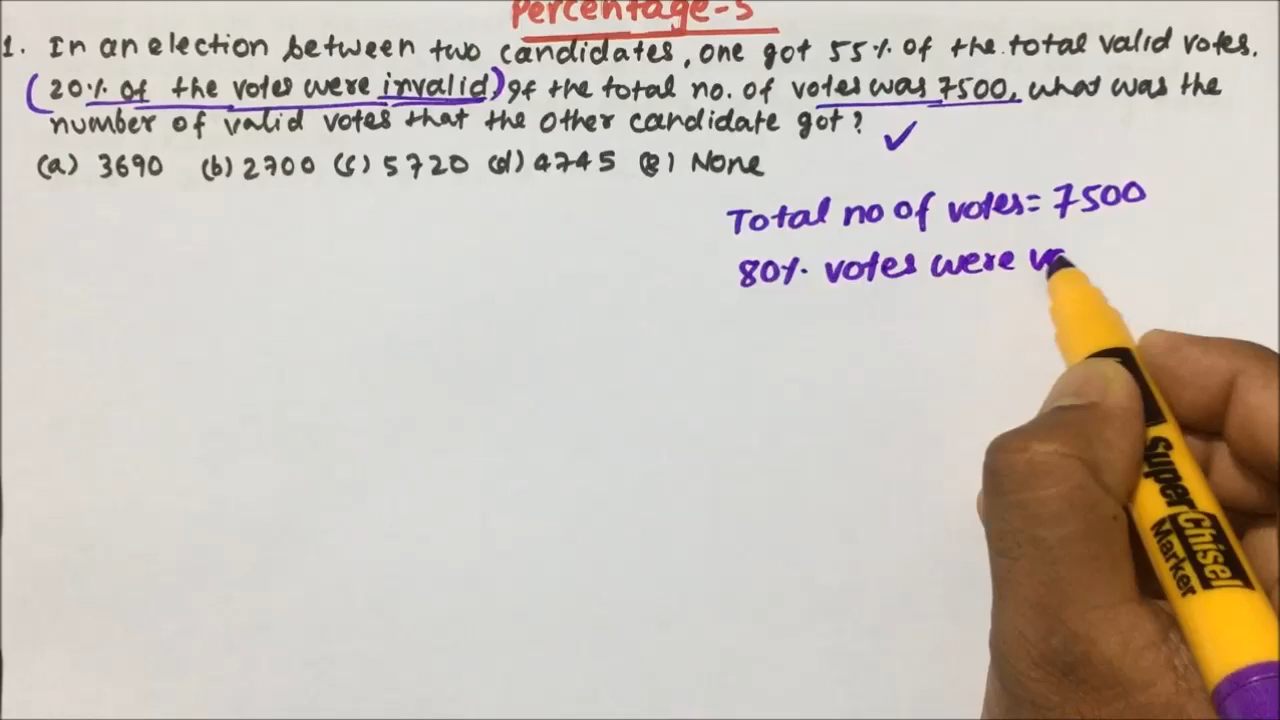 Percentage-5
1. In an election between two candidates, one got 55% of the total valid votes.
(20% of the votes were invalid) If the total no. of votes was 7500, what was the
number of valid votes that the other candidate got?
(a) 3690 (b) 2700 (c) 5720 (d) 4745 (e) None
Total no of votes = 7500
80% votes were v
Super Chisel
Marker